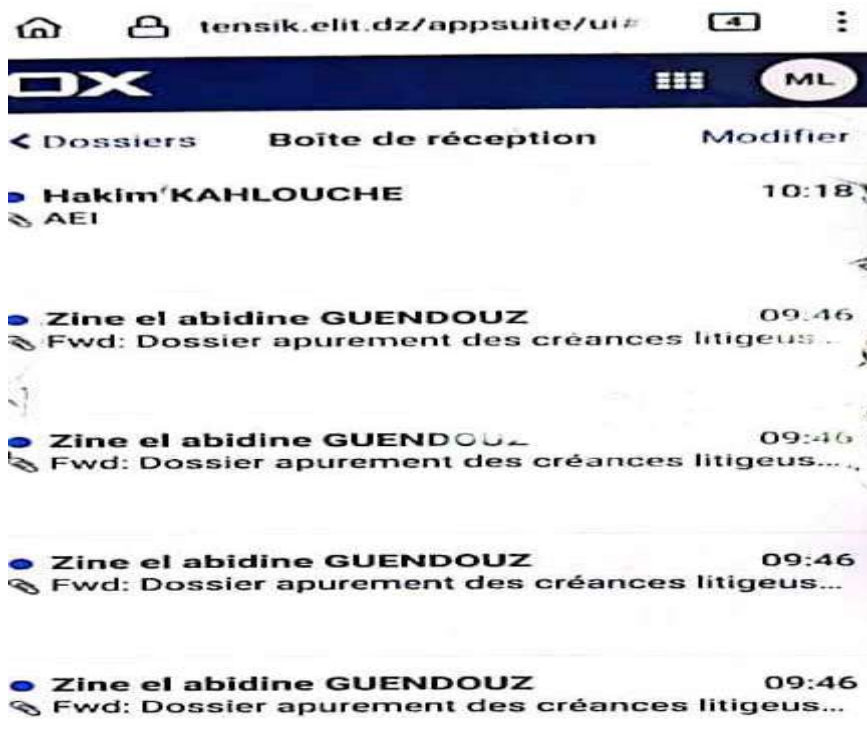 tensik.elit.dz/appsuite/ui# 4
OX ML
< Dossiers Boîte de réception Modifier
Hakim KAHLOUCHE 10:18
AEI
Zine el abidine GUENDOUZ 09:46
Fwd: Dossier apurement des créances litigeus...
Zine el abidine GUENDOUZ 09:46
Fwd: Dossier apurement des créances litigeus...
Zine el abidine GUENDOUZ 09:46
Fwd: Dossier apurement des créances litigeus...
Zine el abidine GUENDOUZ 09:46
Fwd: Dossier apurement des créances litigeus...